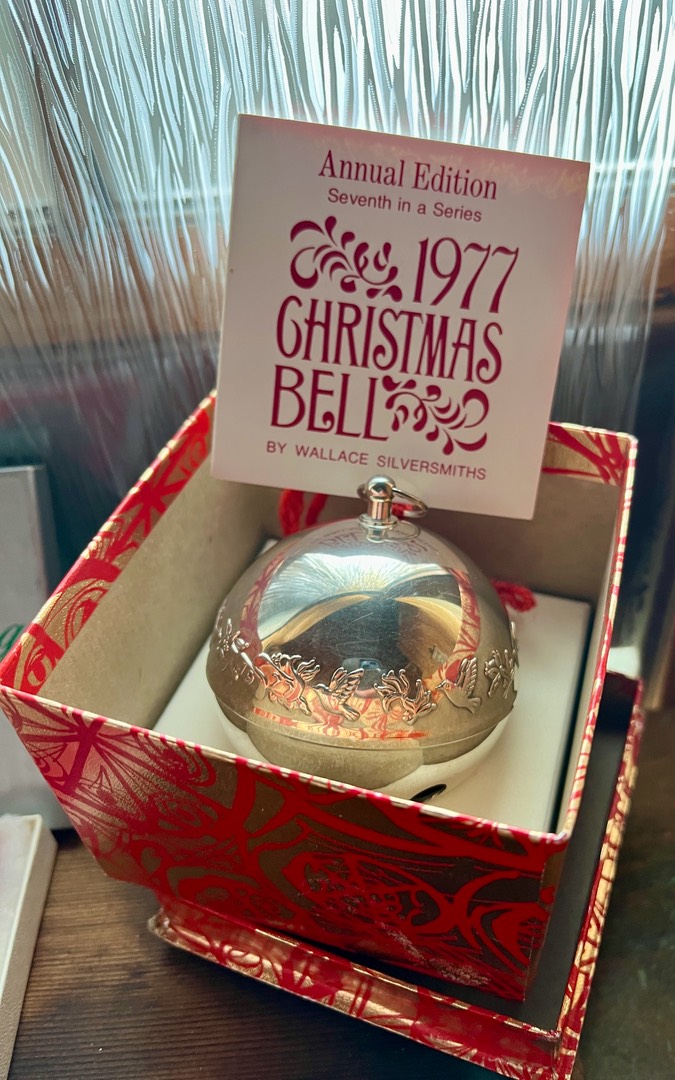 Annual Edition
Seventh in a Series
1977
CHRISTMAS
BELL
BY WALLACE SILVERSMITHS